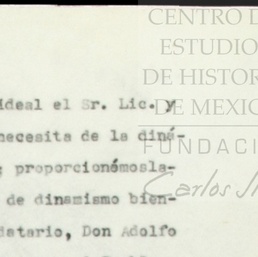 CENTRO D
ESTUDIO
DE HISTOR
DE MEXIC
FUNDACI
Carlos
ideal el Sr. Lic. y
necesita de la diná-
proporcionémosla-
de dinamismo bien-
datario, Don Adolfo